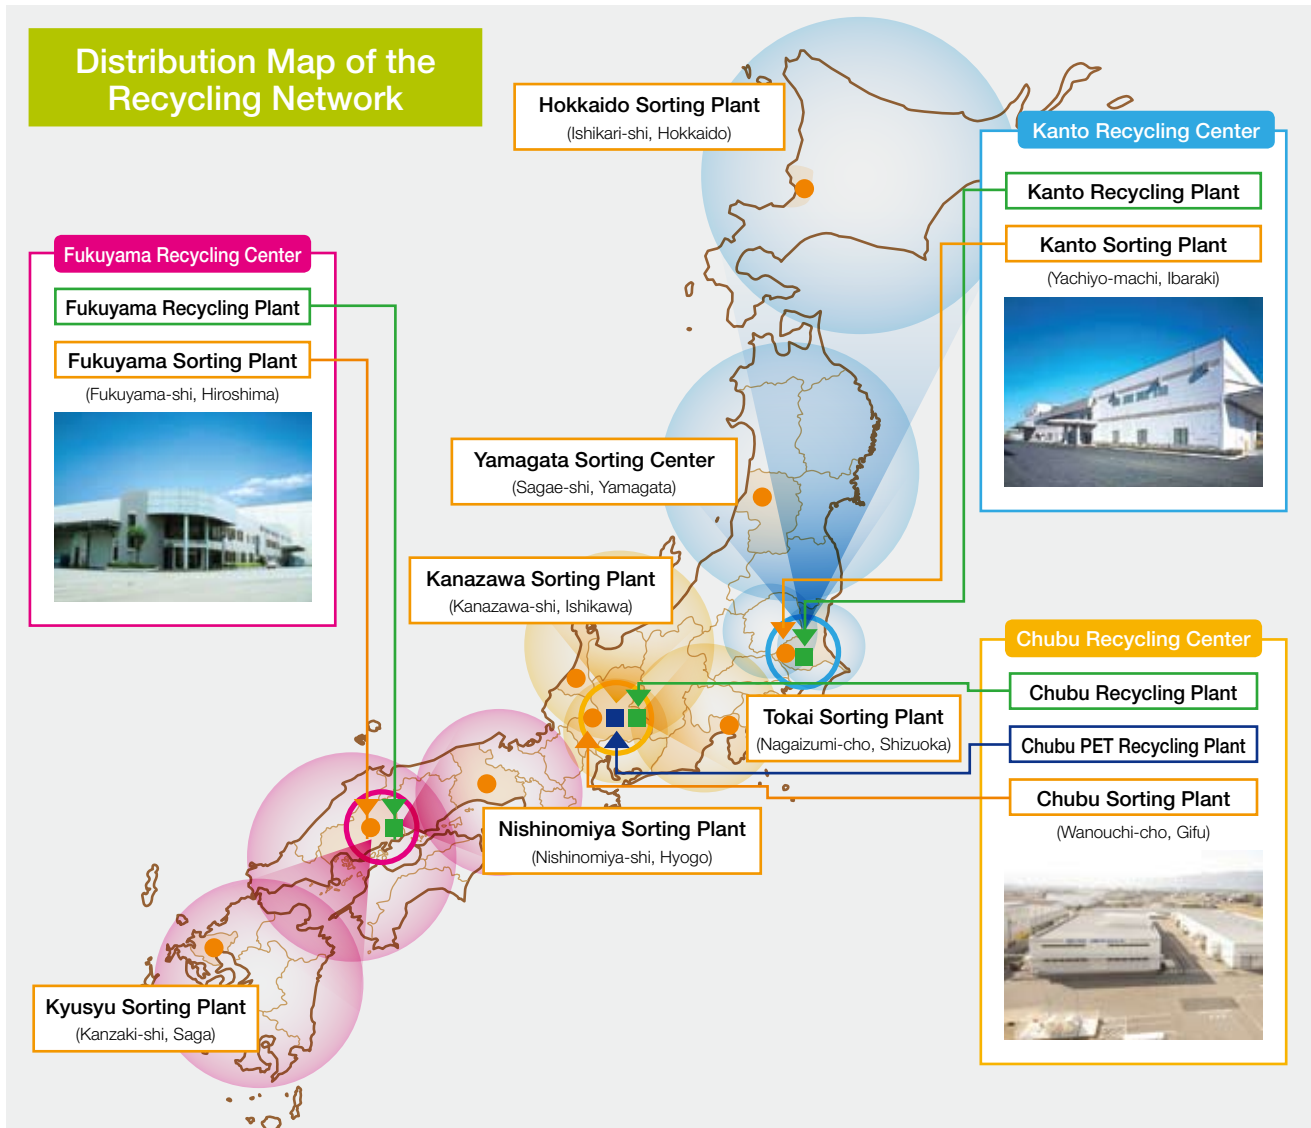 Distribution Map of the
Recycling Network
Hokkaido Sorting Plant
(Ishikari-shi, Hokkaido)
Kanto Recycling Center
Kanto Recycling Plant
Kanto Sorting Plant
(Yachiyo-machi, Ibaraki)
Fukuyama Recycling Center
Fukuyama Recycling Plant
Fukuyama Sorting Plant
(Fukuyama-shi, Hiroshima)
Yamagata Sorting Center
(Sagae-shi, Yamagata)
Kanazawa Sorting Plant
(Kanazawa-shi, Ishikawa)
Chubu Recycling Center
Chubu Recycling Plant
Chubu PET Recycling Plant
Chubu Sorting Plant
(Wanouchi-cho, Gifu)
Tokai Sorting Plant
(Nagaizumi-cho, Shizuoka)
Nishinomiya Sorting Plant
(Nishinomiya-shi, Hyogo)
Kyusyu Sorting Plant
(Kanzaki-shi, Saga)